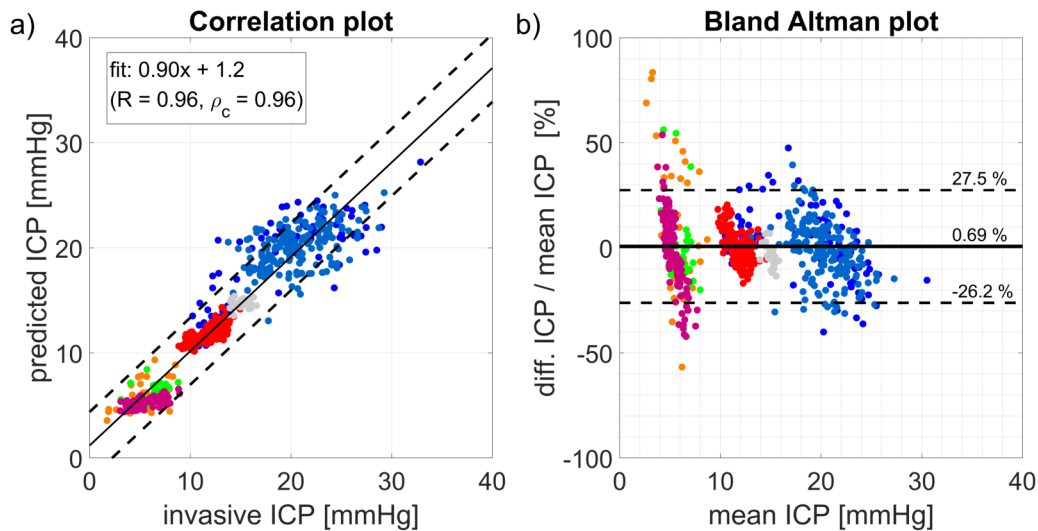 a)
Correlation plot
40
30
20
10
0
0 10 20 30 40
predicted ICP [mmHg]
invasive ICP [mmHg]
fit: 0.90x + 1.2
(R = 0.96, ρc = 0.96)
b)
Bland Altman plot
100
50
0
-50
-100
0 10 20 30 40
diff. ICP / mean ICP [%]
mean ICP [mmHg]
27.5 %
0.69 %
-26.2 %